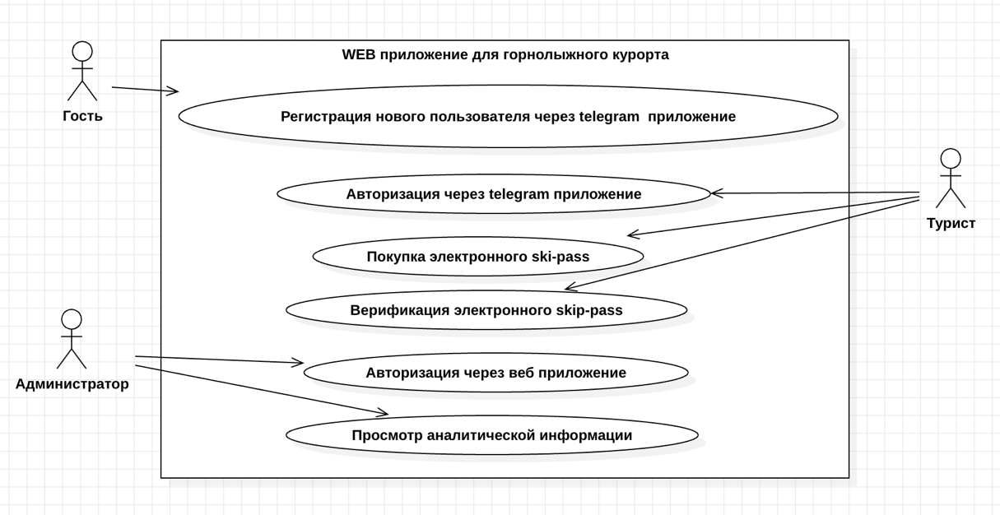 WEB приложение для горнолыжного курорта
Гость
Регистрация нового пользователя через telegram  приложение
Авторизация через telegram приложение
Турист
Покупка электронного ski-pass
Верификация электронного skip-pass
Администратор
Авторизация через веб приложение
Просмотр аналитической информации